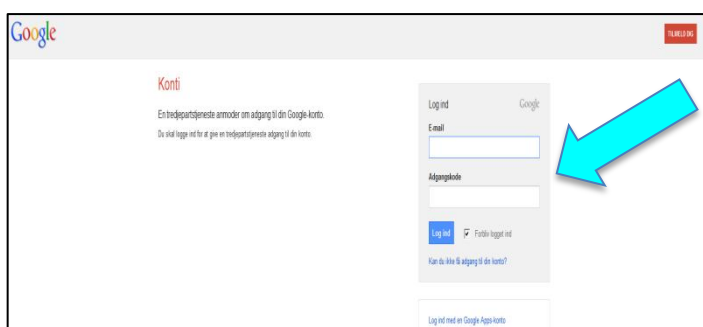 Google
TILMELD DIG
Konti
En tredjepartstjeneste anmoder om adgang til din Google-konto.
Du skal logge ind for at give en tredjepartstjeneste adgang til din konto.
Log ind Google
E-mail
Adgangskode
Log ind Forbliv logget ind
Kan du ikke få adgang til din konto?
Log ind med en Google Apps-konto